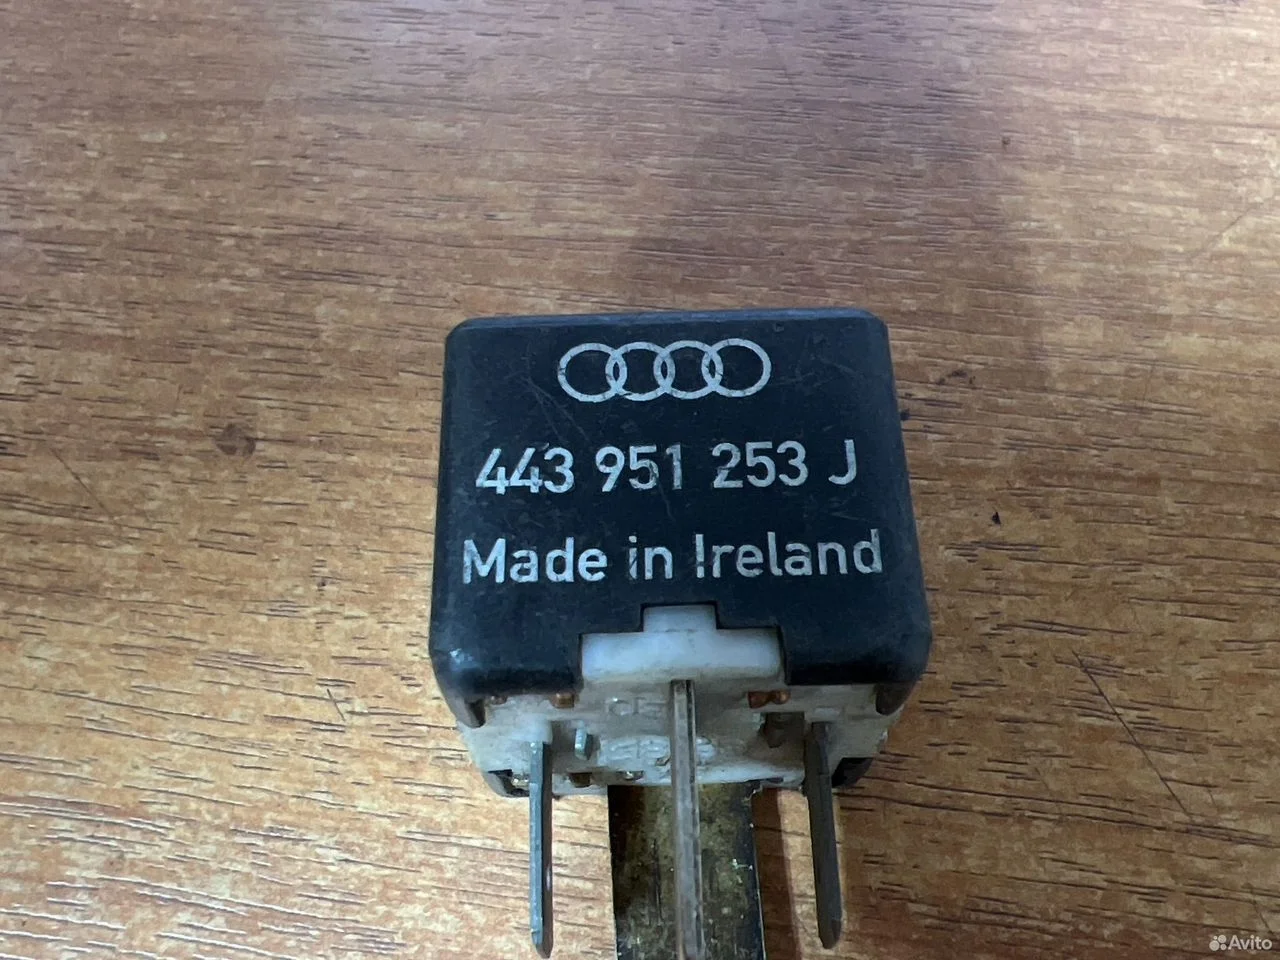 443 951 253 J
Made in Ireland
Avito